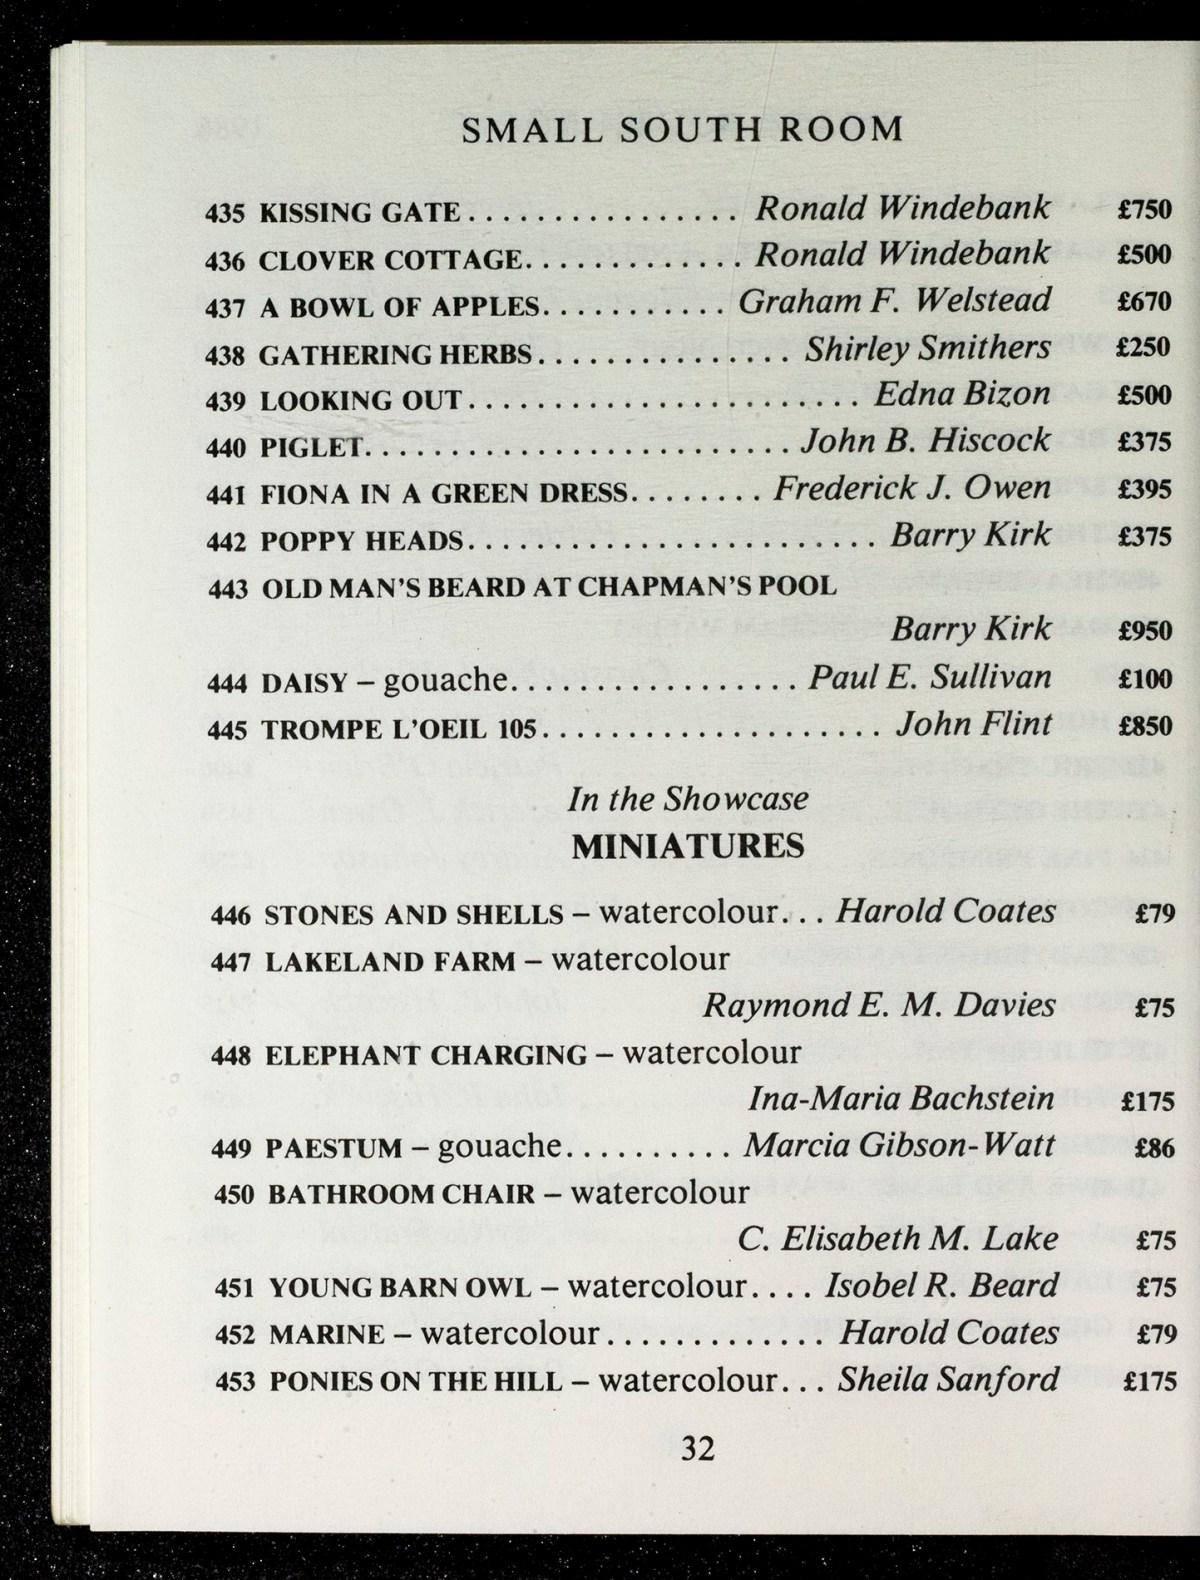 SMALL SOUTH ROOM
435 KISSING GATE................ Ronald Windebank £750
436 CLOVER COTTAGE............. Ronald Windebank £500
437 A BOWL OF APPLES........... Graham F. Welstead £670
438 GATHERING HERBS............... Shirley Smithers £250
439 LOOKING OUT....................... Edna Bizon £500
440 PIGLET......................... John B. Hiscock £375
441 FIONA IN A GREEN DRESS........ Frederick J. Owen £395
442 POPPY HEADS........................ Barry Kirk £375
443 OLD MAN'S BEARD AT CHAPMAN'S POOL
Barry Kirk £950
444 DAISY – gouache................. Paul E. Sullivan £100
445 TROMPE L'OEIL 105.................... John Flint £850
In the Showcase
MINIATURES
446 STONES AND SHELLS – watercolour... Harold Coates £79
447 LAKELAND FARM – watercolour
Raymond E. M. Davies £75
448 ELEPHANT CHARGING – watercolour
Ina-Maria Bachstein £175
449 PAESTUM – gouache.......... Marcia Gibson-Watt £86
450 BATHROOM CHAIR – watercolour
C. Elisabeth M. Lake £75
451 YOUNG BARN OWL – watercolour.... Isobel R. Beard £75
452 MARINE – watercolour............. Harold Coates £79
453 PONIES ON THE HILL – watercolour... Sheila Sanford £175
32